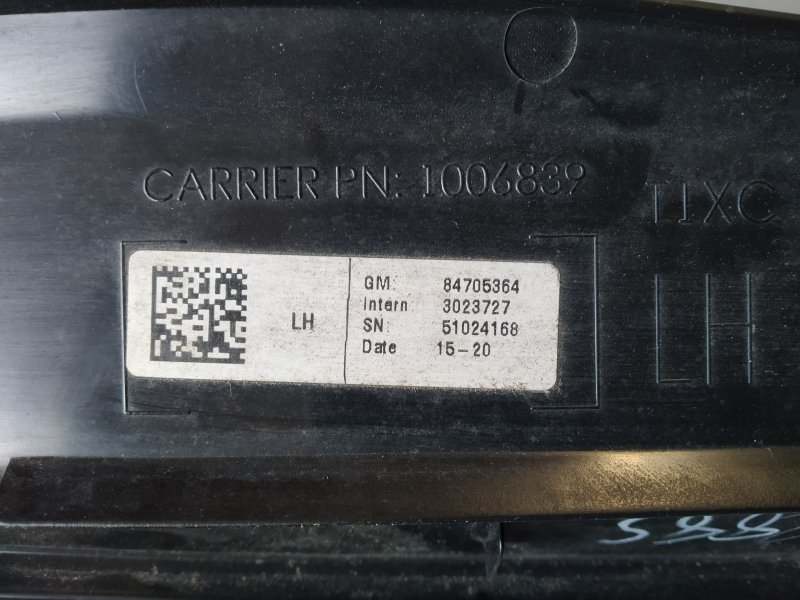 CARRIER PN: 1006839
T1XC
LH
LH
GM: 84705364
Intern 3023727
SN: 51024168
Date 15-20